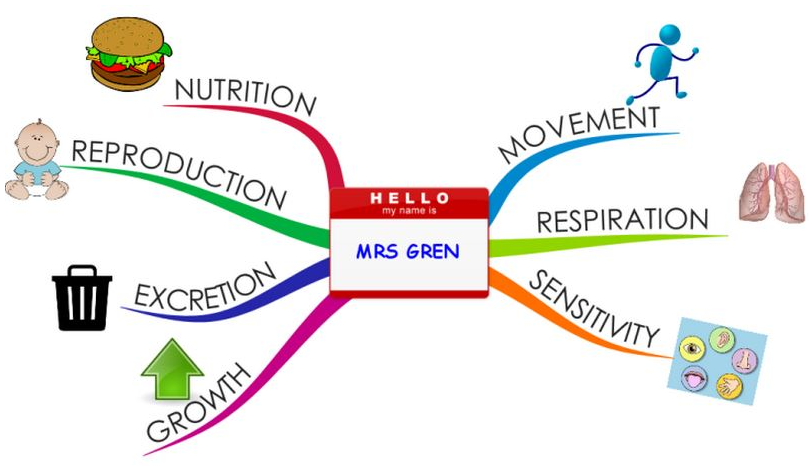 HELLO
my name is
MRS GREN
MOVEMENT
RESPIRATION
SENSITIVITY
GROWTH
REPRODUCTION
EXCRETION
NUTRITION